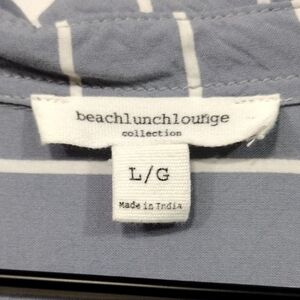 beachlunchlounge
collection
L/G
Made in India